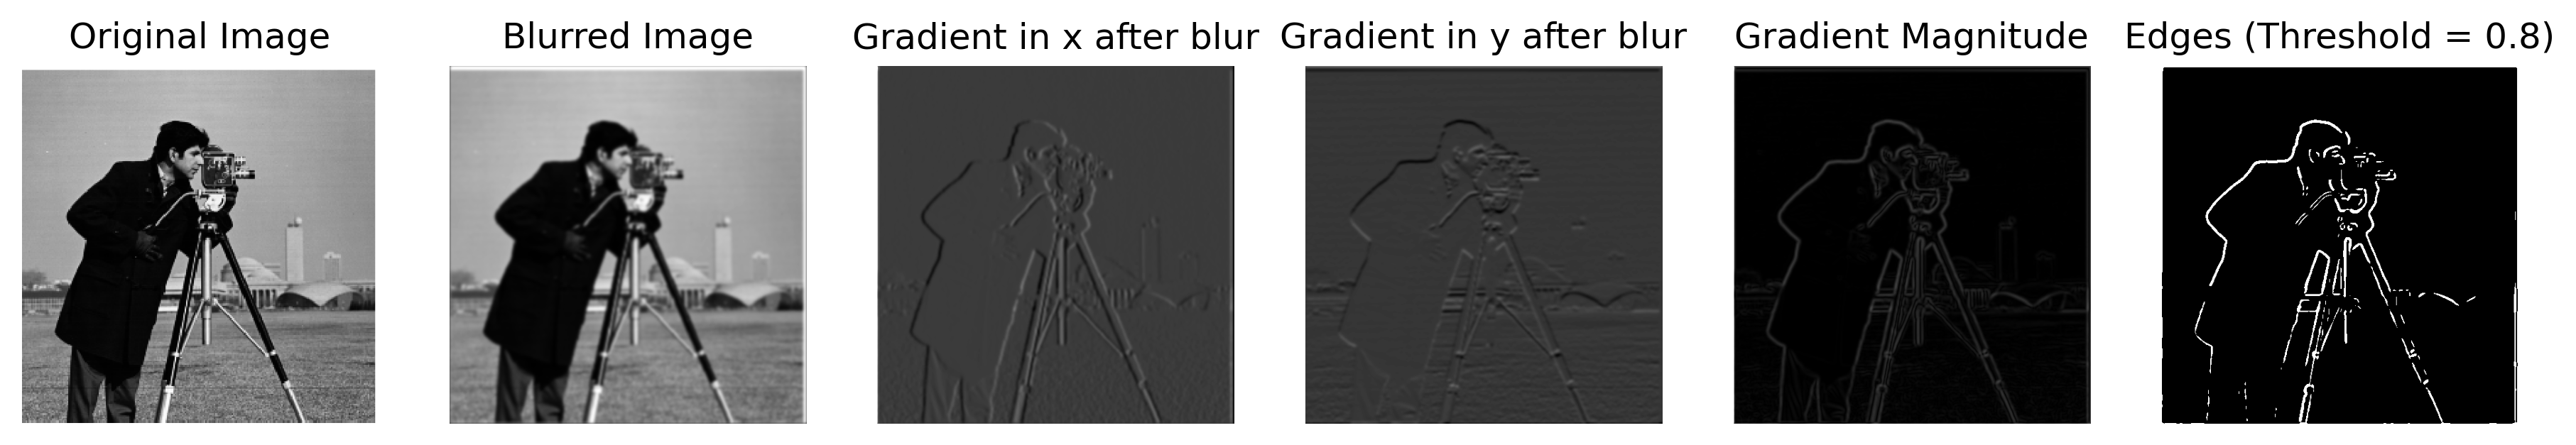 Original Image
Blurred Image
Gradient in x after blur
Gradient in y after blur
Gradient Magnitude
Edges (Threshold = 0.8)